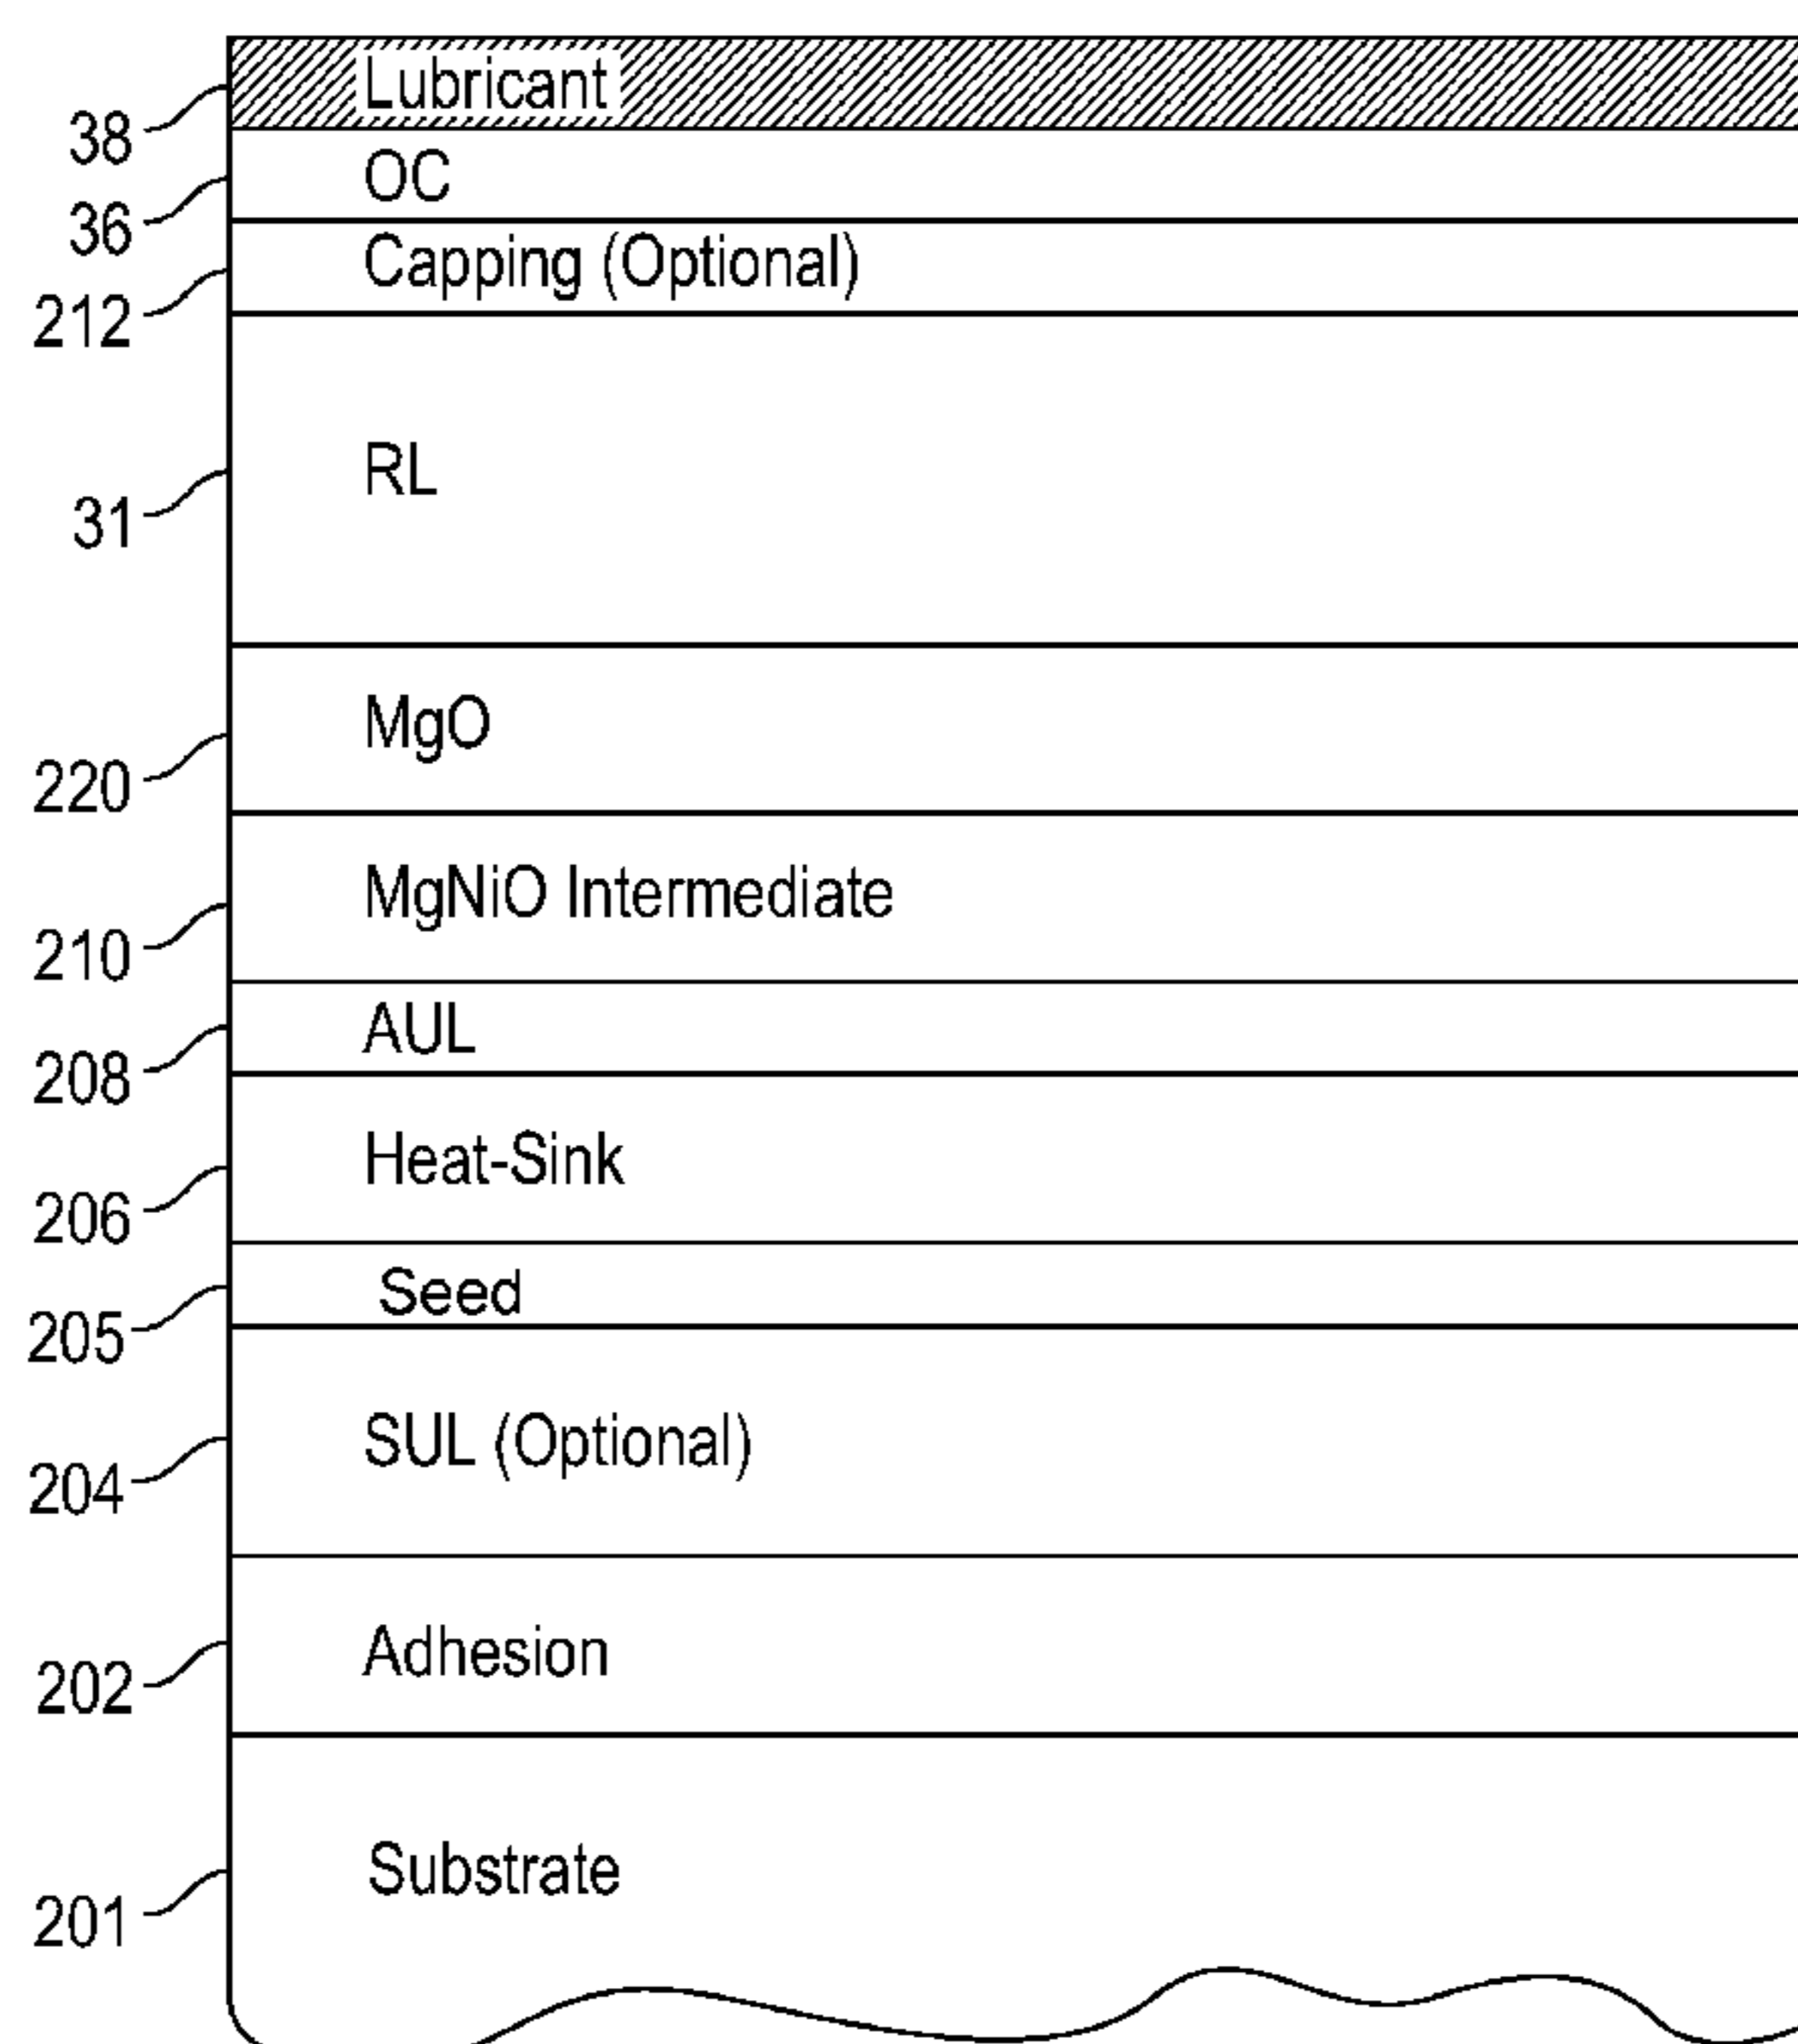 Lubricant
38
OC
36
Capping (Optional)
212
RL
31
MgO
220
MgNiO Intermediate
210
AUL
208
Heat-Sink
206
Seed
205
SUL (Optional)
204
Adhesion
202
Substrate
201